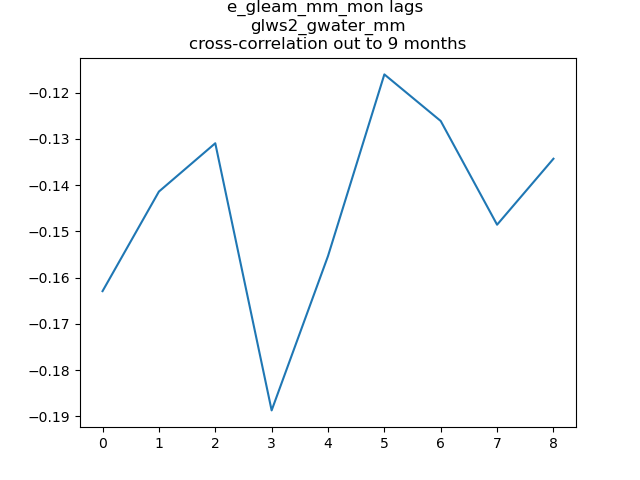 e_gleam_mm_mon lags
glws2_gwater_mm
cross-correlation out to 9 months
−0.12
−0.13
−0.14
−0.15
−0.16
−0.17
−0.18
−0.19
0 1 2 3 4 5 6 7 8